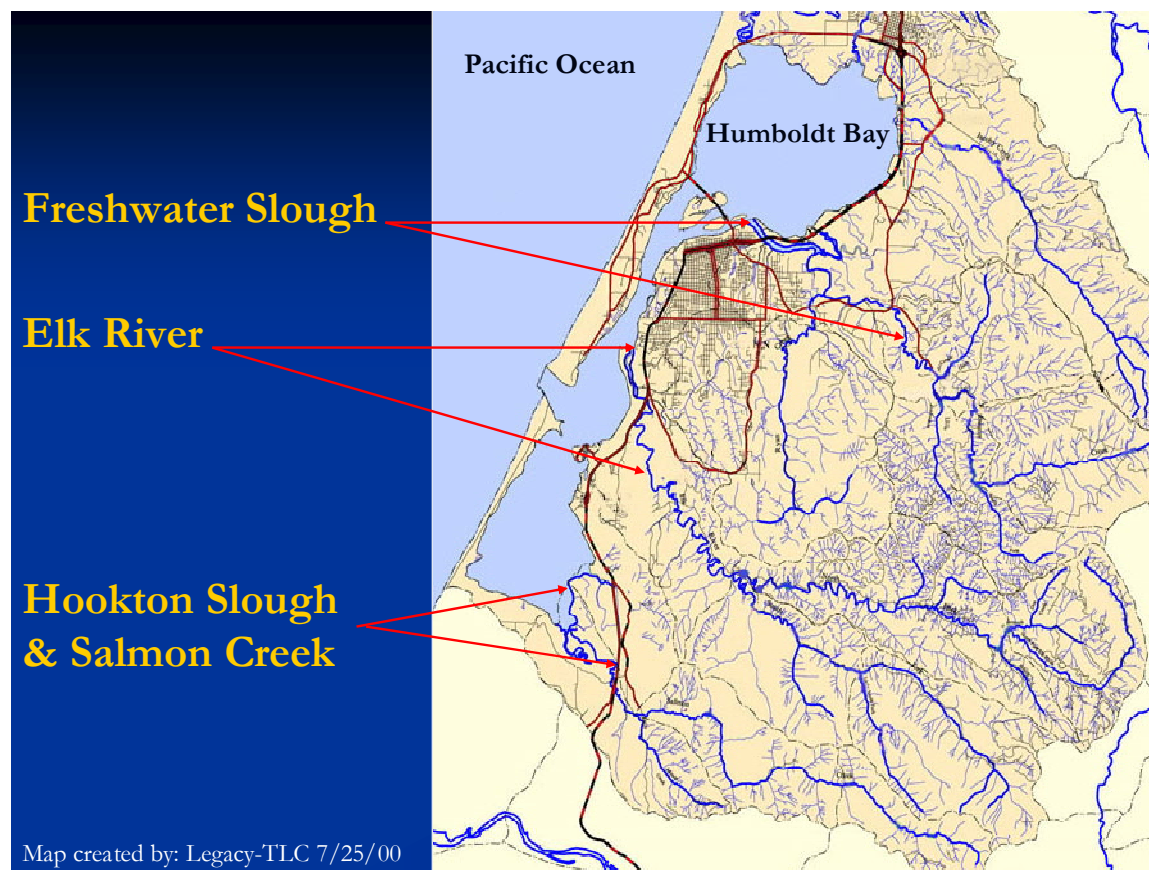 Pacific Ocean
Humboldt Bay
Freshwater Slough
Elk River
Hookton Slough
& Salmon Creek
Map created by: Legacy-TLC 7/25/00